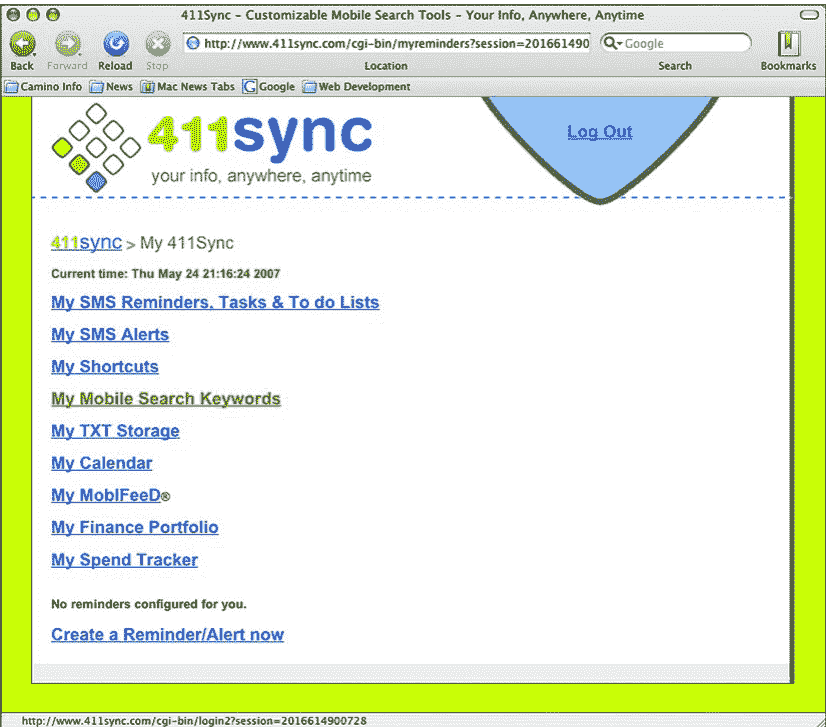 411Sync - Customizable Mobile Search Tools - Your Info, Anywhere, Anytime
http://www.411sync.com/cgi-bin/myreminders?session=201661490
Google
Back Forward Reload Stop Location Search Bookmarks
Camino Info News Mac News Tabs Google Web Development
411sync
your info, anywhere, anytime
Log Out
411sync > My 411Sync
Current time: Thu May 24 21:16:24 2007
My SMS Reminders, Tasks & To do Lists
My SMS Alerts
My Shortcuts
My Mobile Search Keywords
My TXT Storage
My Calendar
My MobIFeeD®
My Finance Portfolio
My Spend Tracker
No reminders configured for you.
Create a Reminder/Alert now
http://www.411sync.com/cgi-bin/login2?session=2016614900728